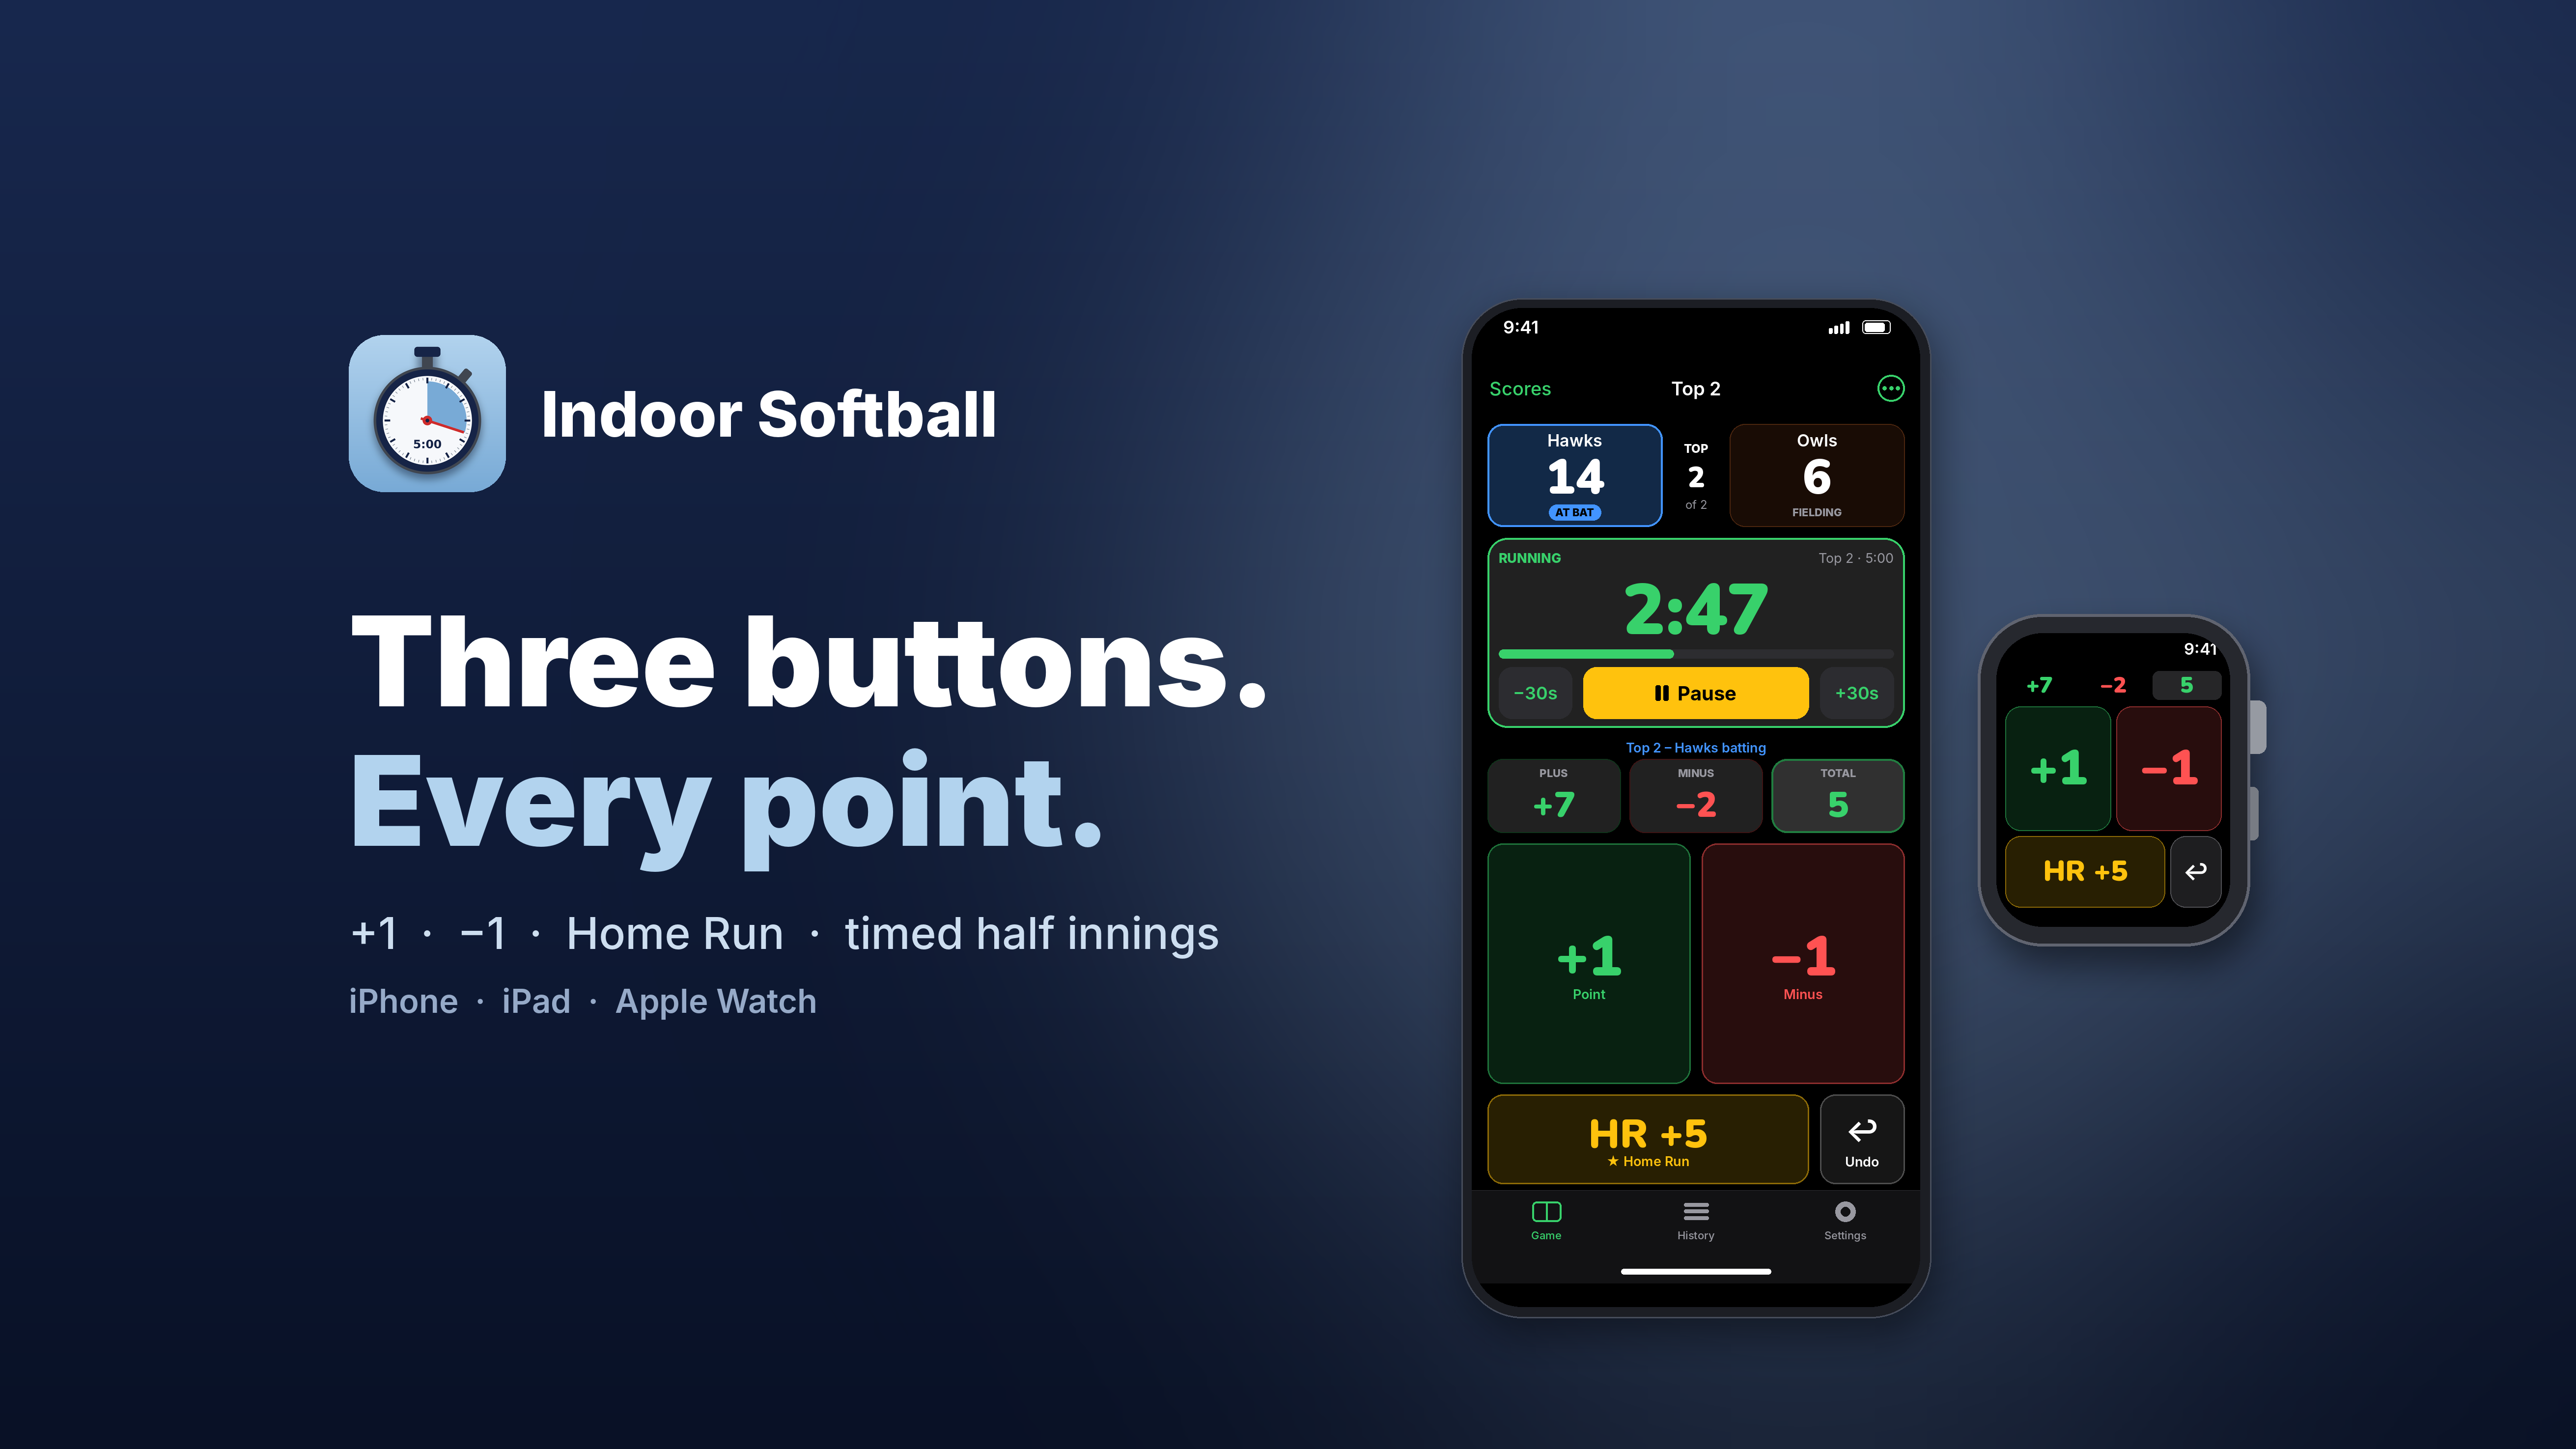 5:00
Indoor Softball
Three buttons.
Every point.
+1 · −1 · Home Run · timed half innings
iPhone · iPad · Apple Watch
9:41
Scores
Top 2
Hawks
14
AT BAT
TOP
2
of 2
Owls
6
FIELDING
RUNNING
Top 2 · 5:00
2:47
−30s
Pause
+30s
Top 2 – Hawks batting
PLUS
+7
MINUS
−2
TOTAL
5
+1
Point
−1
Minus
HR +5
★ Home Run
Undo
Game
History
Settings
9:41
+7
−2
5
+1
−1
HR +5